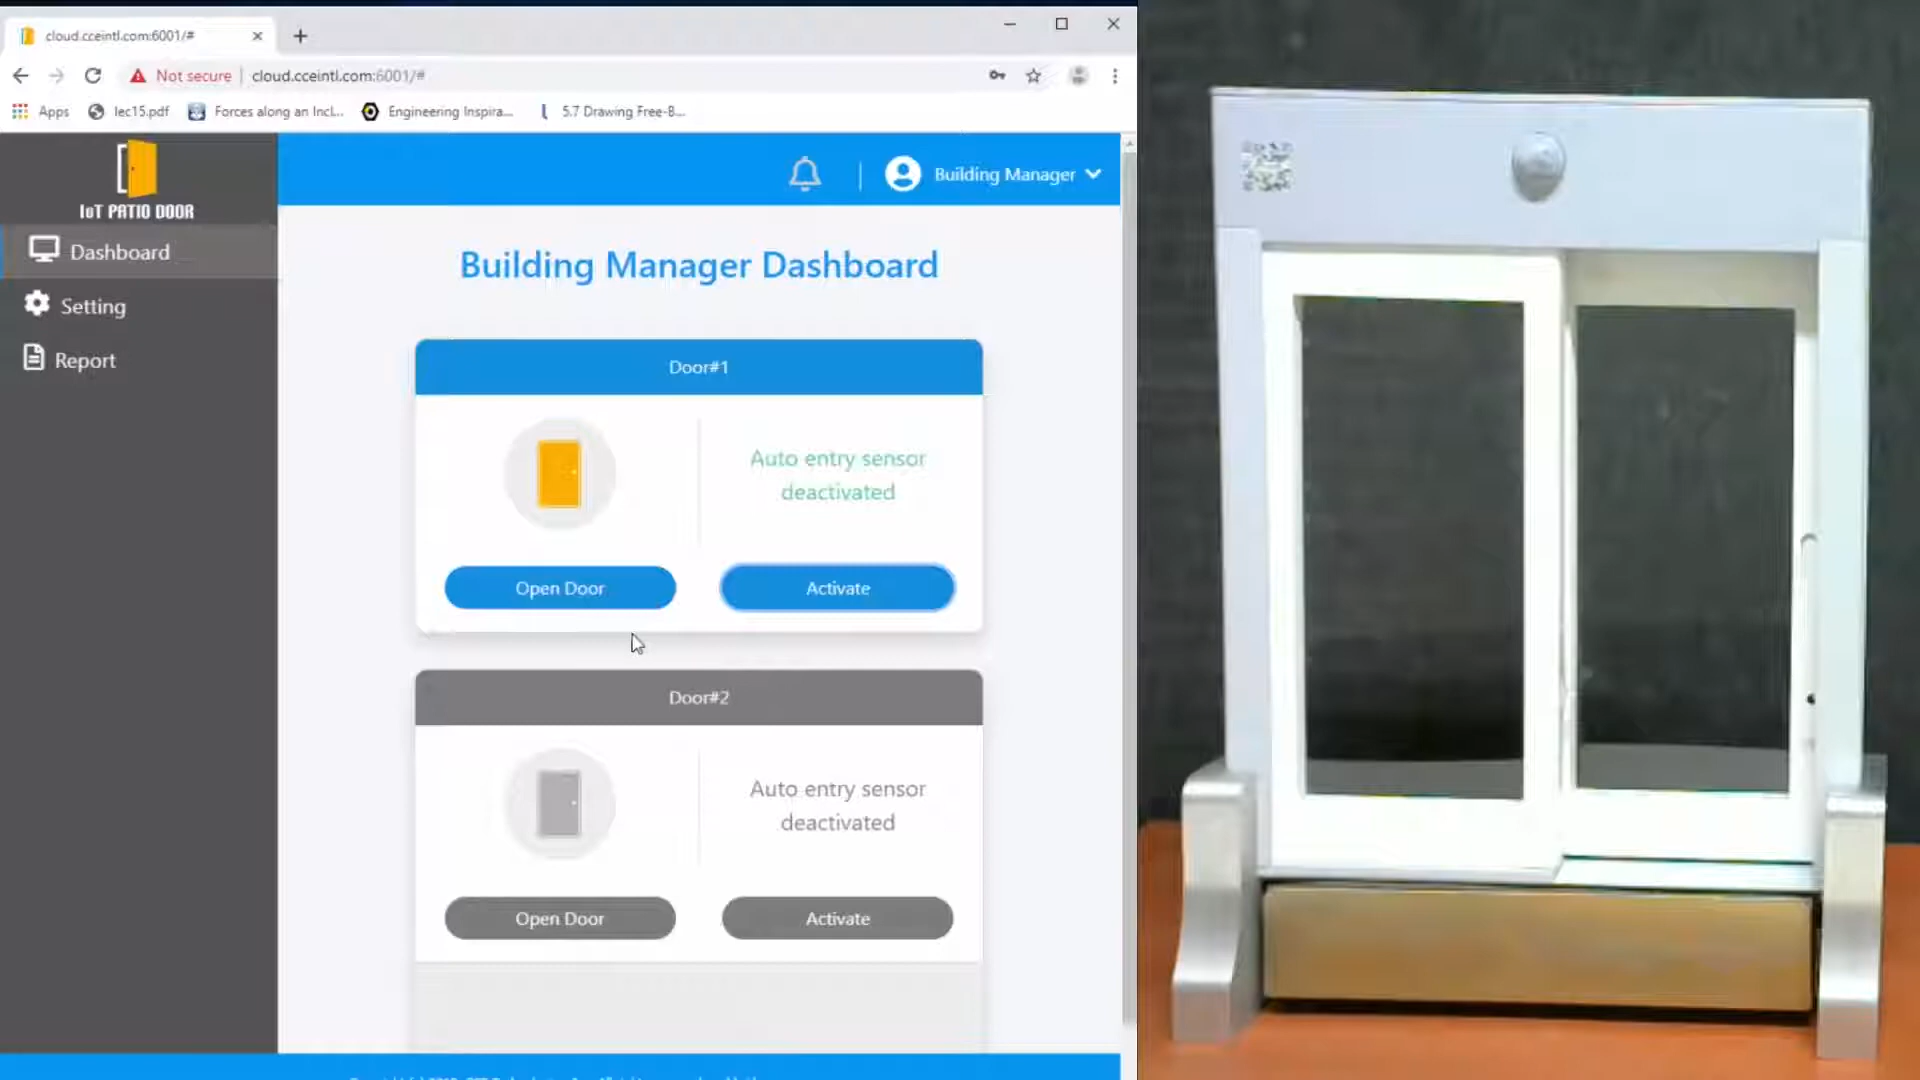 cloud.cceintl.com:6001/#
Not secure
cloud.cceintl.com:6001/#
Apps
lec15.pdf
Forces along an Incl...
Engineering Inspira...
5.7 Drawing Free-B...
IoT PATIO DOOR
Building Manager
Dashboard
Setting
Report
Building Manager Dashboard
Door#1
Auto entry sensor
deactivated
Open Door
Activate
Door#2
Auto entry sensor
deactivated
Open Door
Activate